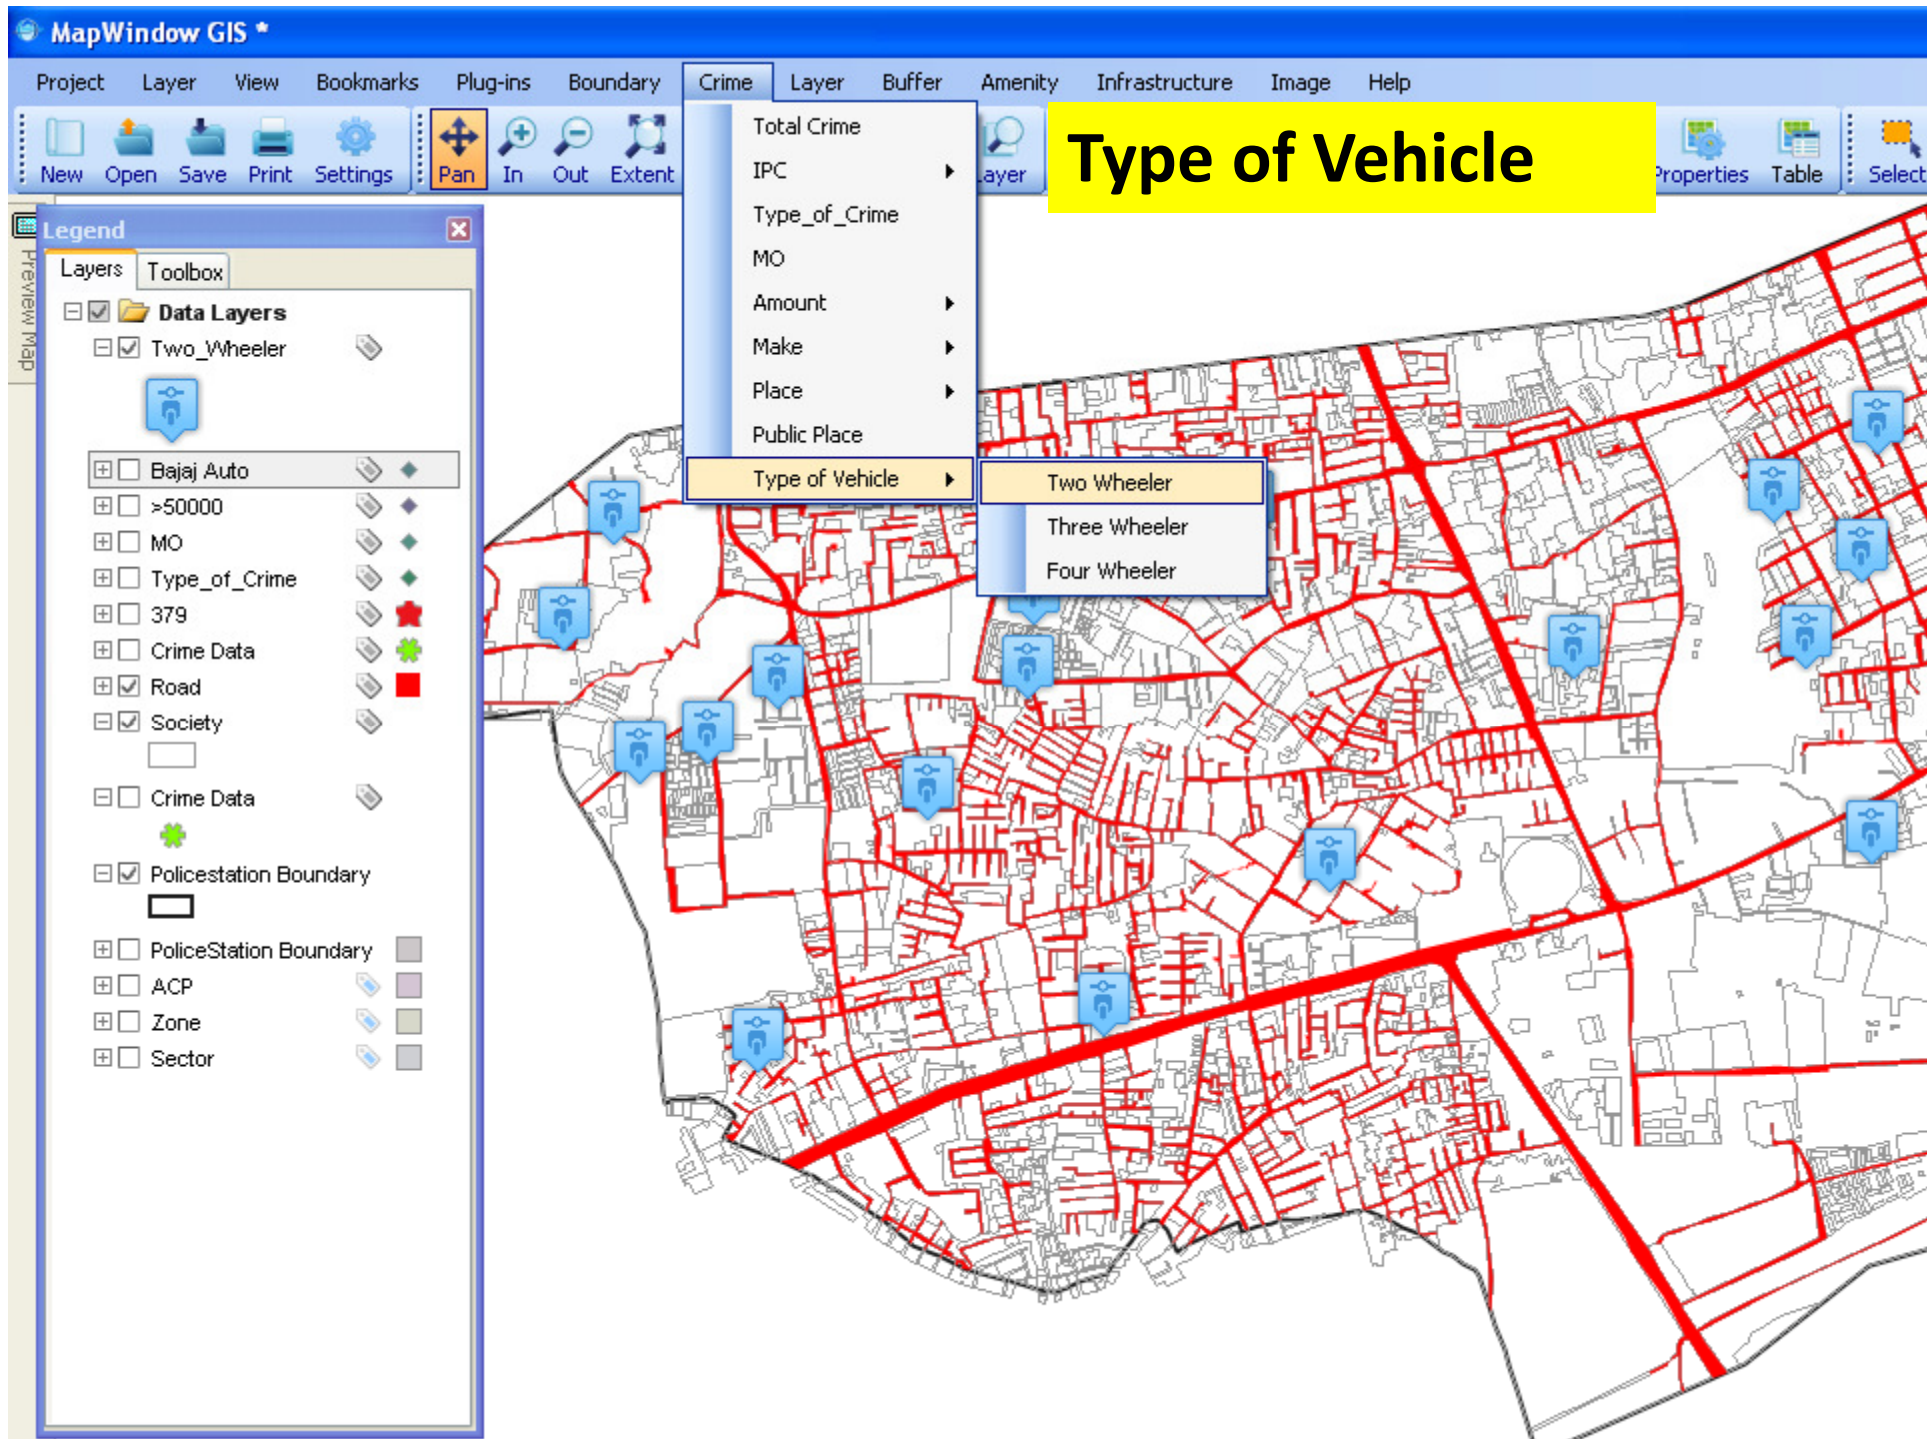 MapWindow GIS *
Project Layer View Bookmarks Plug-ins Boundary Crime Layer Buffer Amenity Infrastructure Image Help
New Open Save Print Settings Pan In Out Extent Properties Table Select
Type of Vehicle
Total Crime
IPC
Type_of_Crime
MO
Amount
Make
Place
Public Place
Type of Vehicle
Two Wheeler
Three Wheeler
Four Wheeler
Preview Map
Legend
Layers Toolbox
Data Layers
Two_Wheeler
Bajaj Auto
>50000
MO
Type_of_Crime
379
Crime Data
Road
Society
Crime Data
Policestation Boundary
PoliceStation Boundary
ACP
Zone
Sector